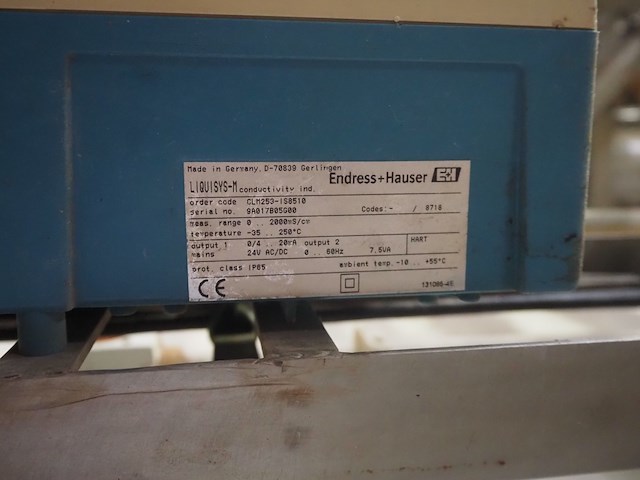 Made in Germany, D-70839 Gerlingen
LIQUISYS-M conductivity ind. Endress+Hauser EH
order code CLM253-IS8510
serial no. 9A017B05G00 Codes: - / 8718
meas. range 0 .. 2000mS/cm
temperature -35 .. 250°C
output 1 0/4 .. 20mA output 2 HART
mains 24V AC/DC 0 .. 60Hz 7.5VA
prot. class IP65 ambient temp. -10 .. +55°C
CE 131086-4E